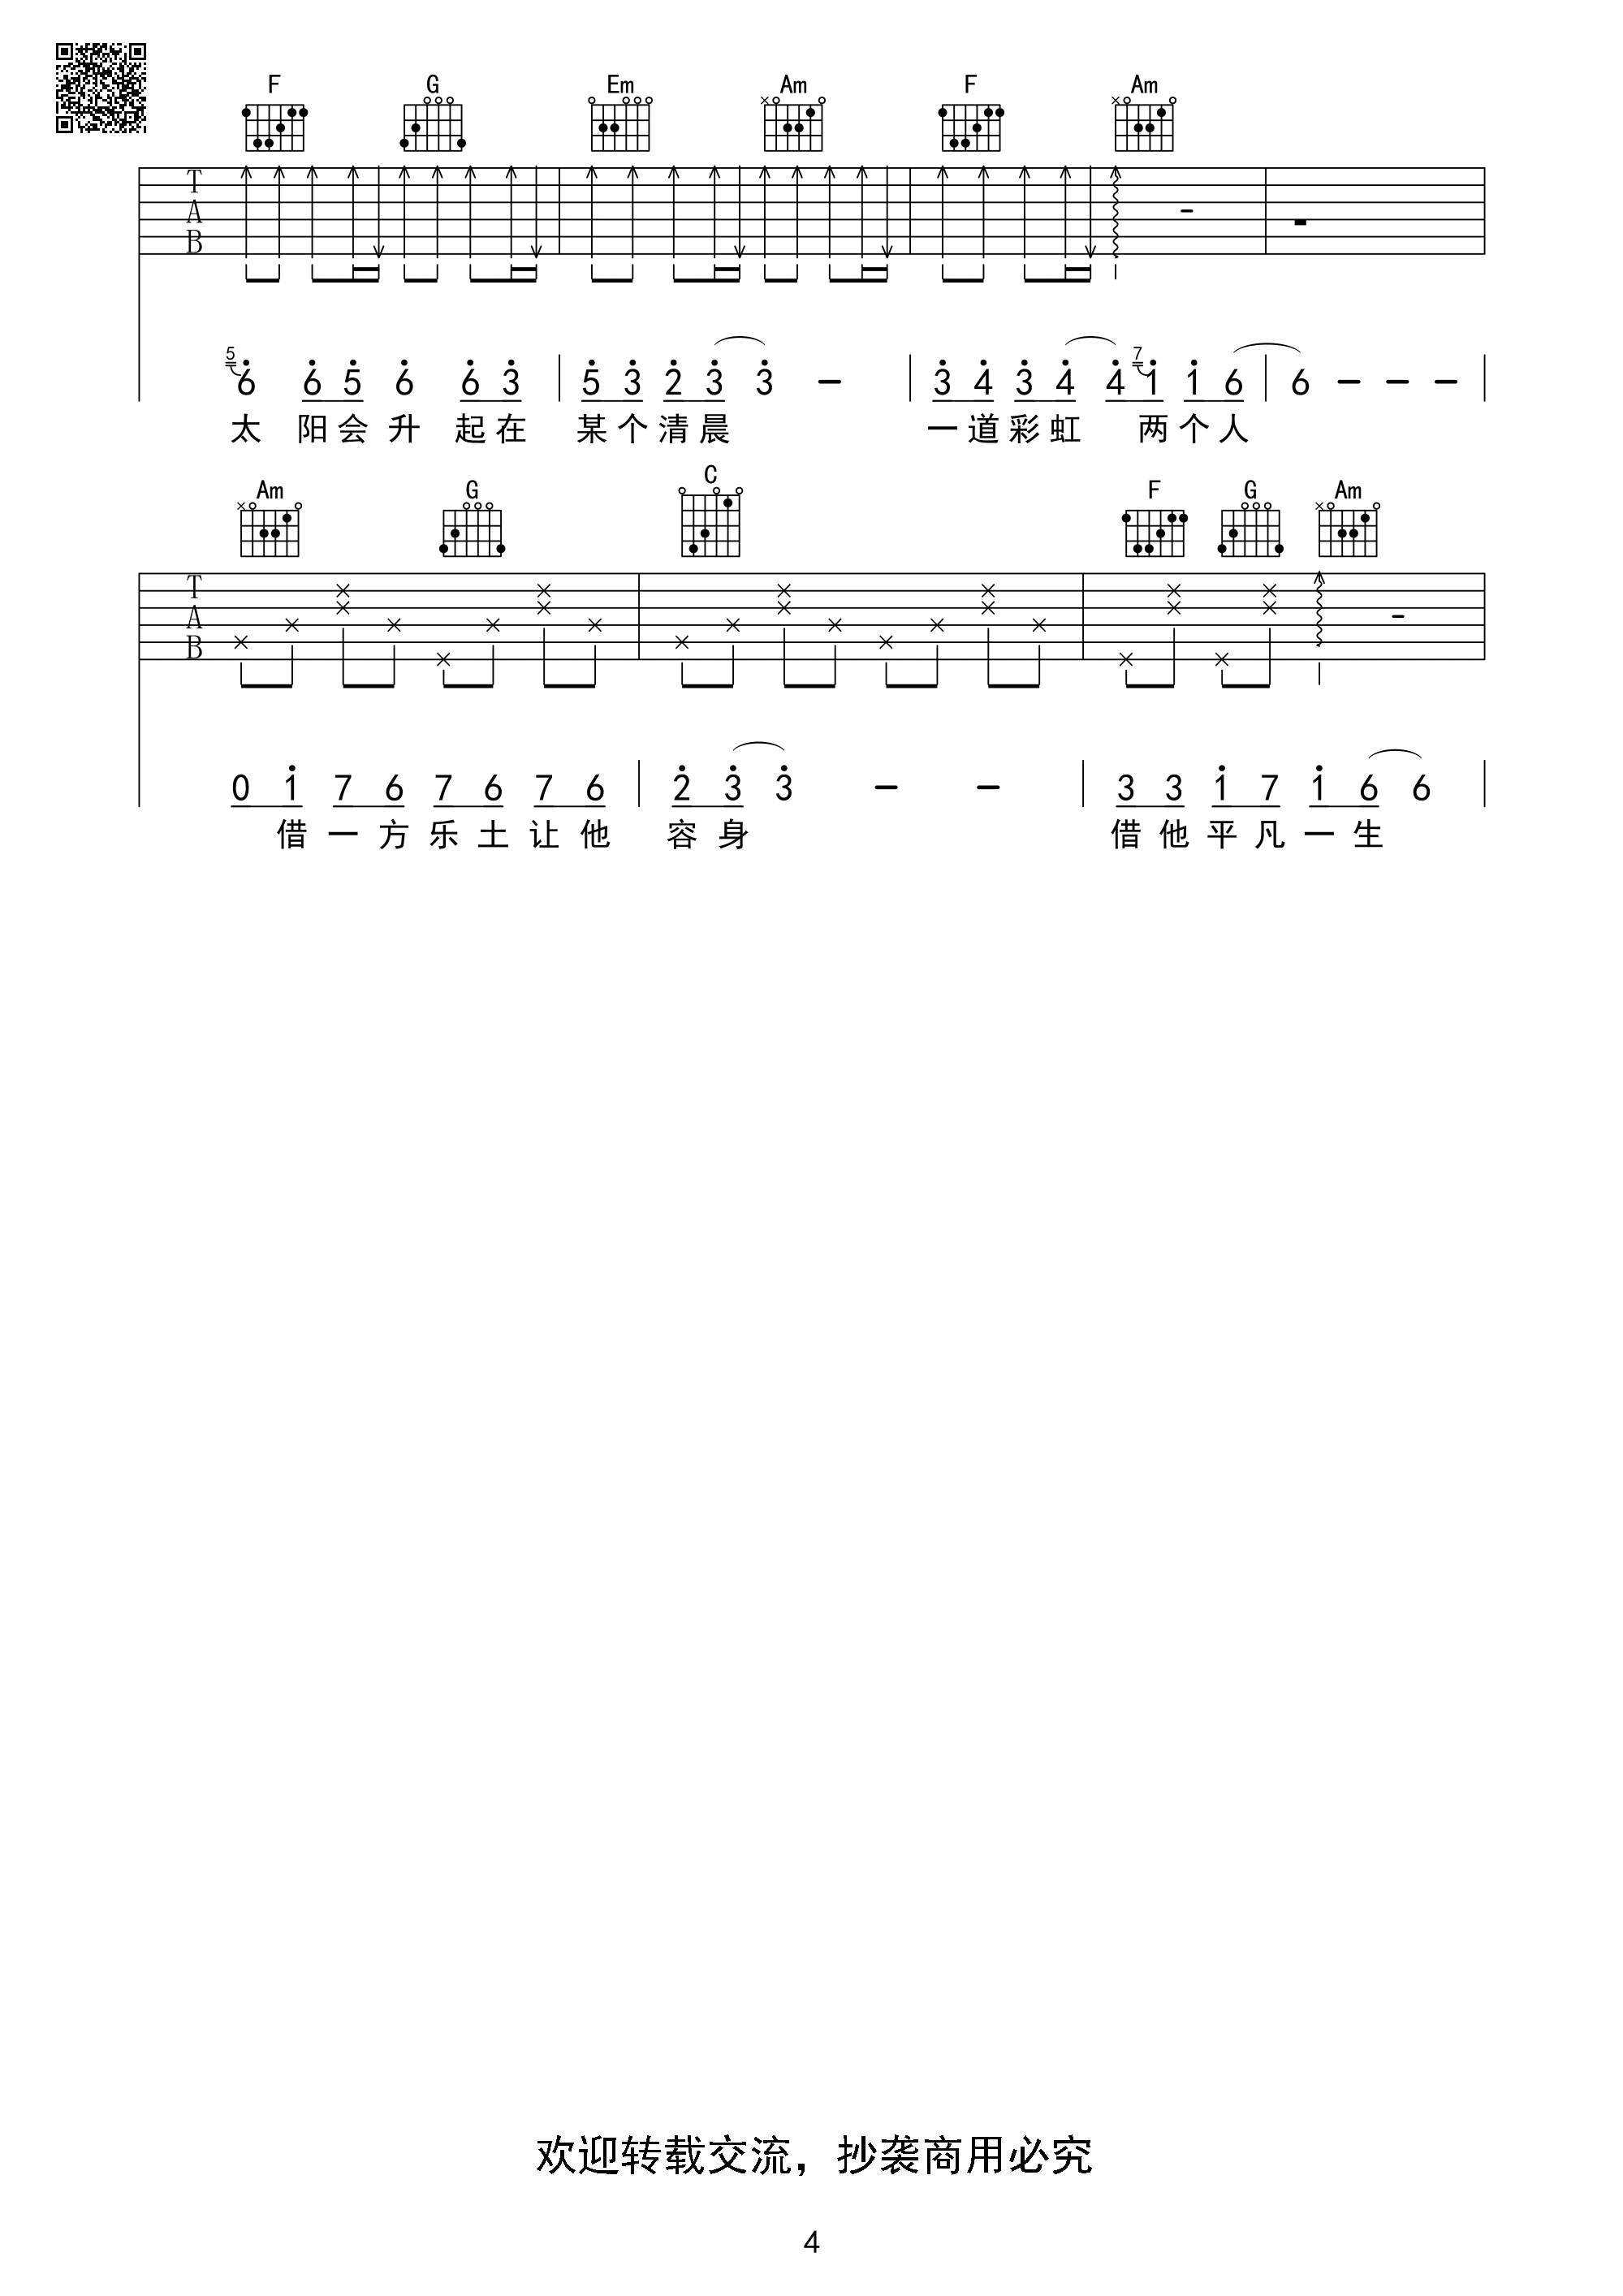 F G Em Am F Am
T
A
B
5 7
6 6 5 6 6 3 5 3 2 3 3 - 3 4 3 4 4 1 1 6 6 - - -
太 阳 会 升 起 在 某 个 清 晨 一 道 彩 虹 两 个 人
Am G C F G Am
T
A
B
0 1 7 6 7 6 7 6 2 3 3 - - 3 3 1 7 1 6 6
借 一 方 乐 土 让 他 容 身 借 他 平 凡 一 生
欢迎转载交流，抄袭商用必究
4